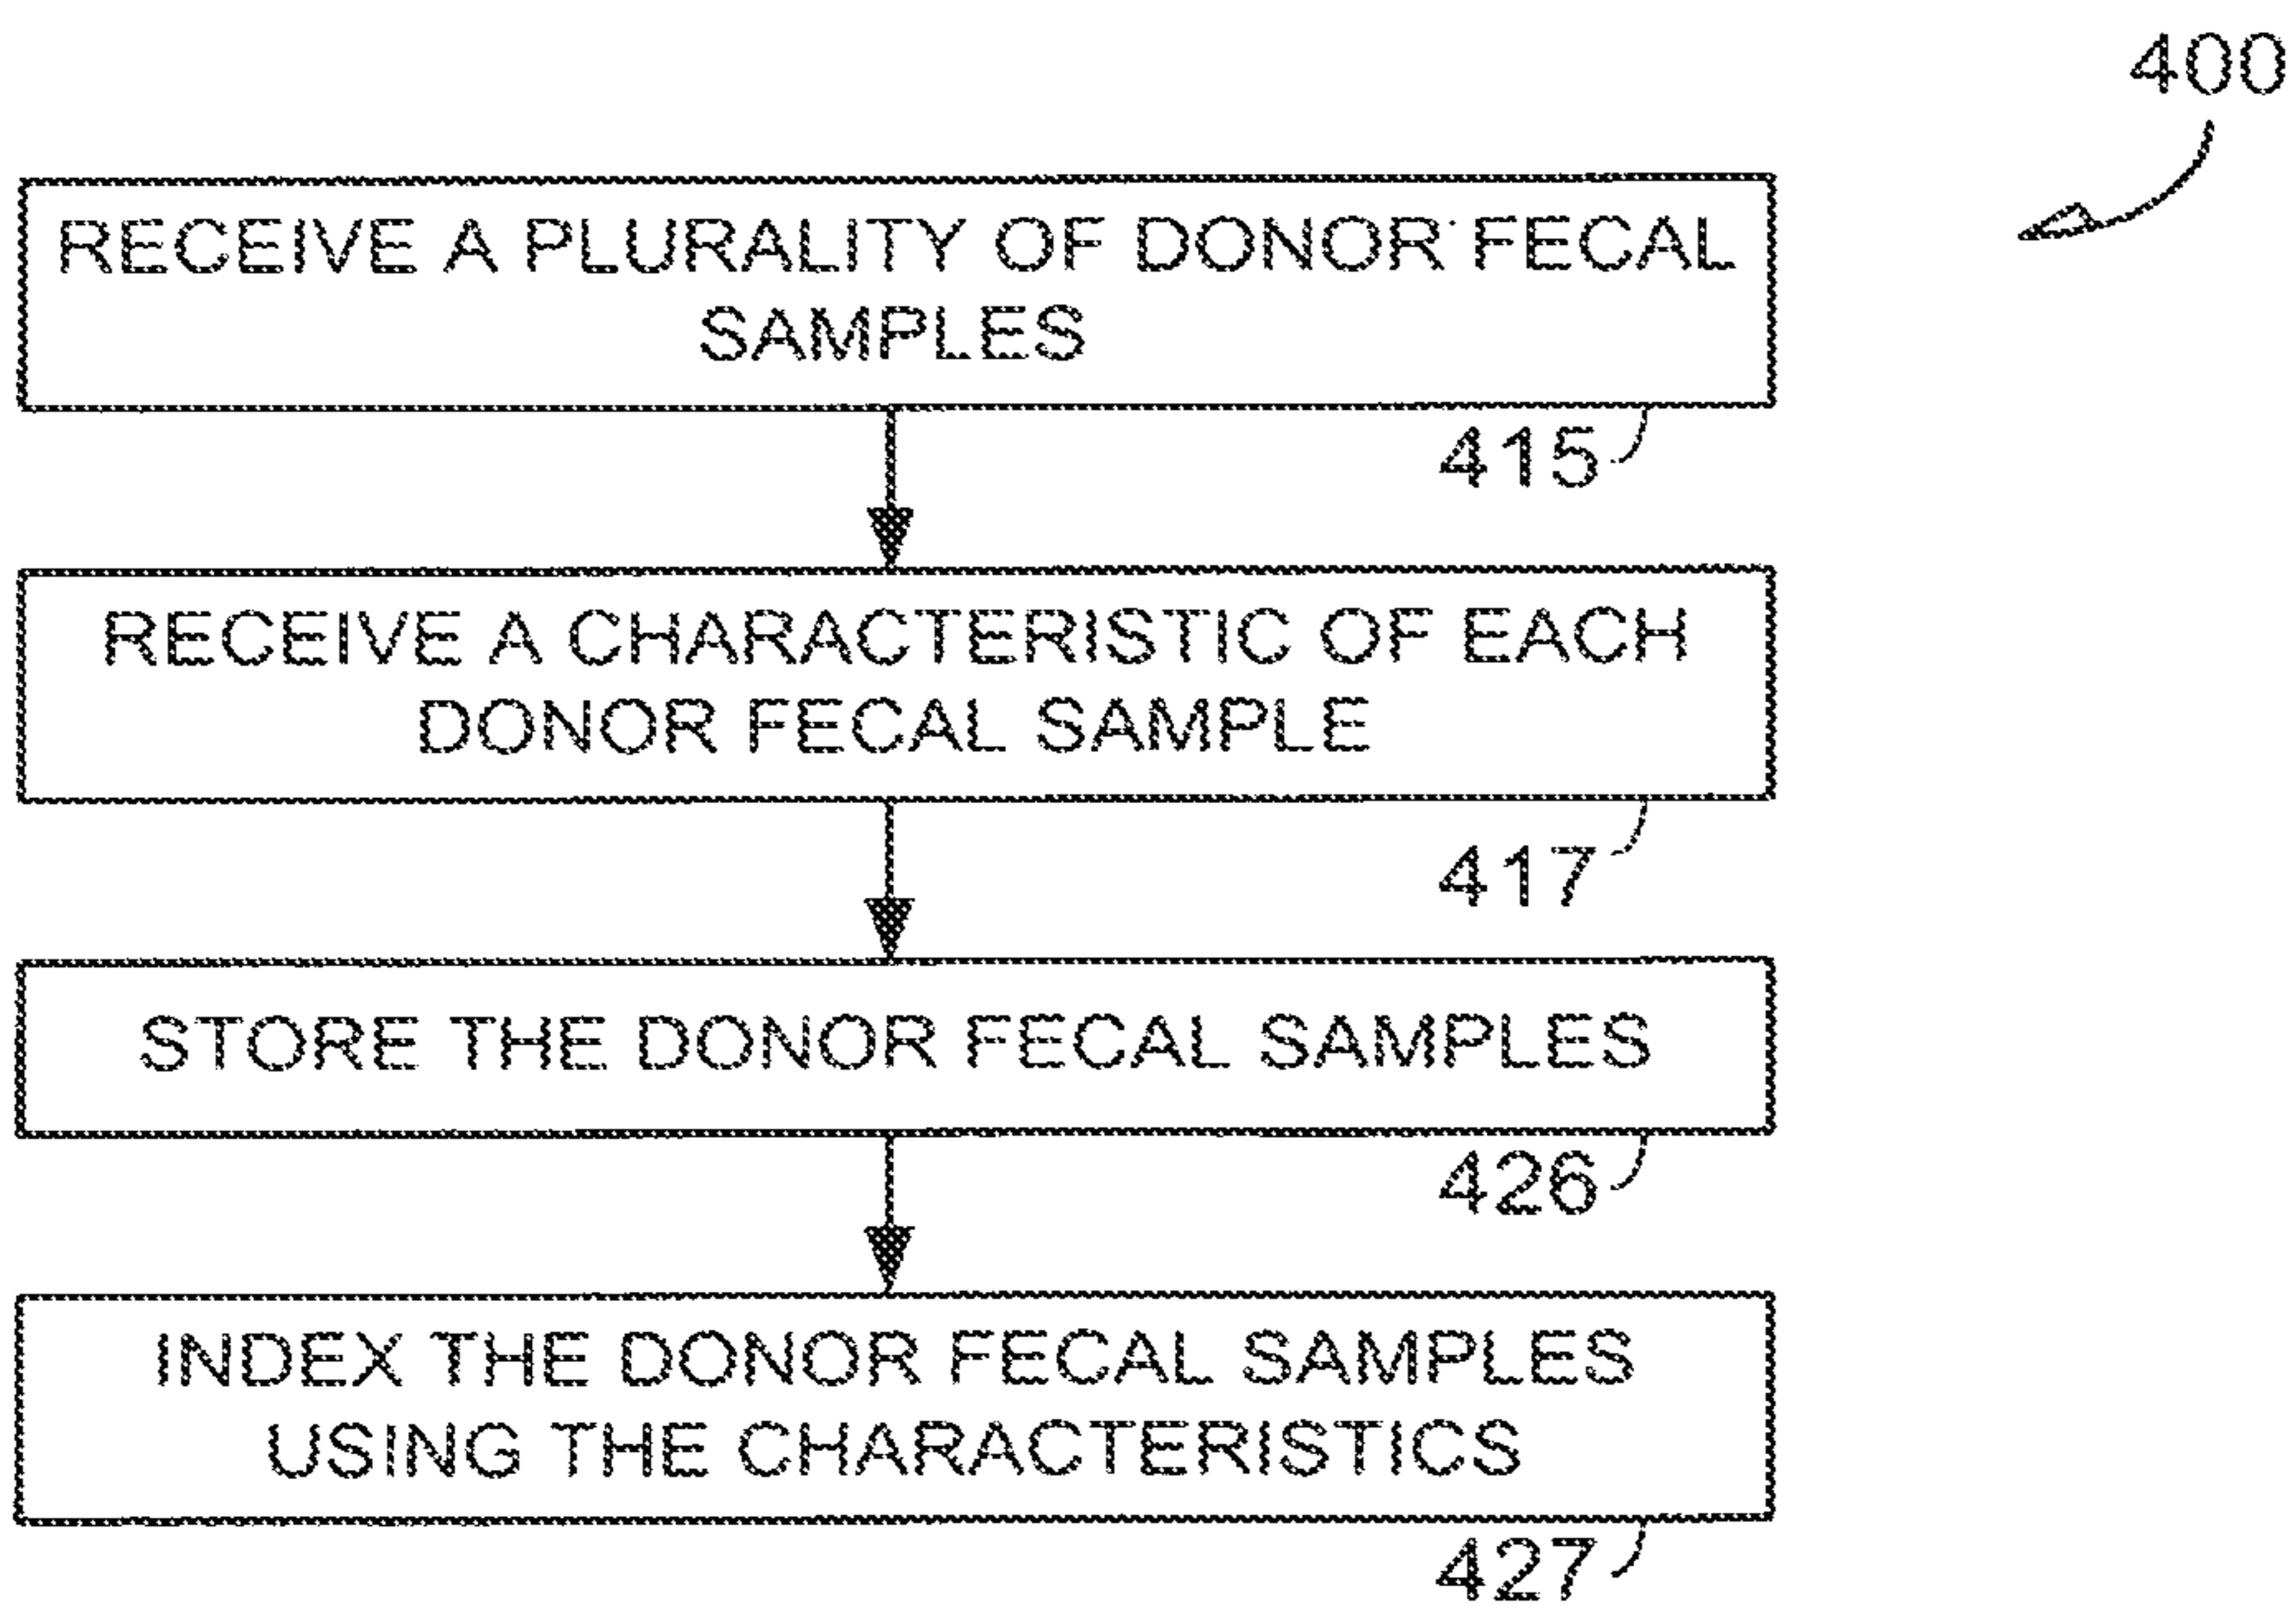 400
RECEIVE A PLURALITY OF DONOR FECAL
SAMPLES
415
RECEIVE A CHARACTERISTIC OF EACH
DONOR FECAL SAMPLE
417
STORE THE DONOR FECAL SAMPLES
426
INDEX THE DONOR FECAL SAMPLES
USING THE CHARACTERISTICS
427